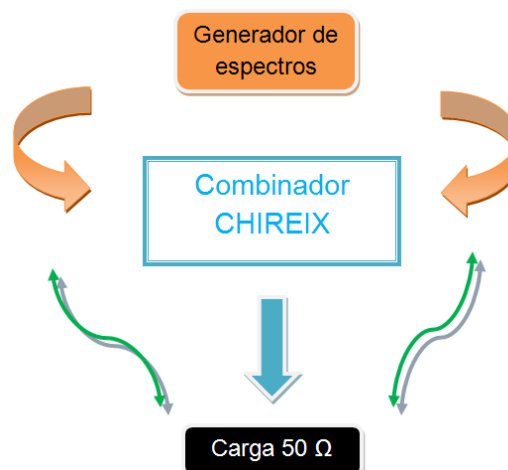 Generador de
espectros
Combinador
CHIREIX
Carga 50 Ω